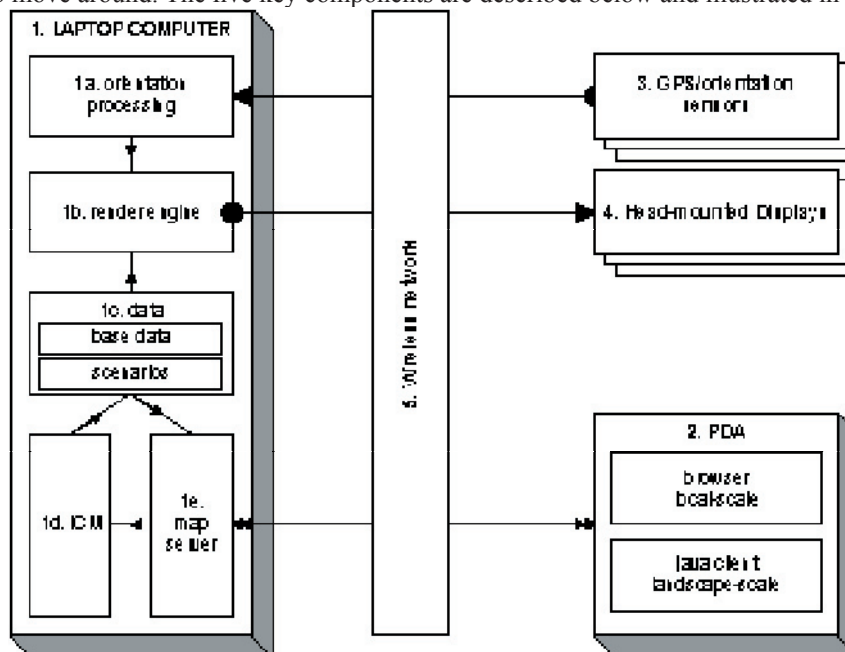 move around. The five key components are described below and illustrated in
1. LAPTOP COMPUTER
1a. orientation
processing
1b. render engine
1c. data
base data
scenarios
1d. ICM
1e.
map
server
5. Wireless network
3. GPS/orientation
sensors
4. Head-mounted Displays
2. PDA
browser
local-scale
java client
landscape-scale